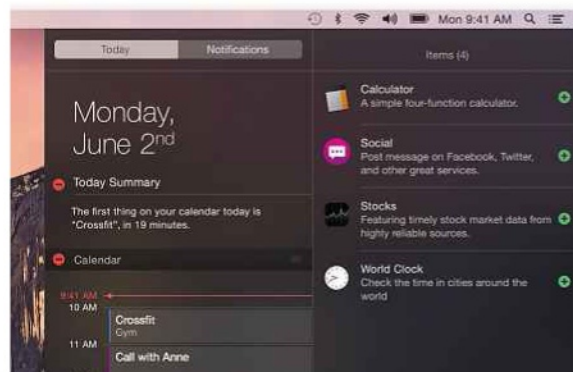 Mon 9:41 AM
Today
Notifications
Monday,
June 2nd
Today Summary
The first thing on your calendar today is
"Crossfit", in 19 minutes.
Calendar
9:41 AM
10 AM
Crossfit
Gym
11 AM
Call with Anne
Items (4)
Calculator
A simple four-function calculator.
Social
Post message on Facebook, Twitter,
and other great services.
Stocks
Featuring timely stock market data from
highly reliable sources.
World Clock
Check the time in cities around the
world